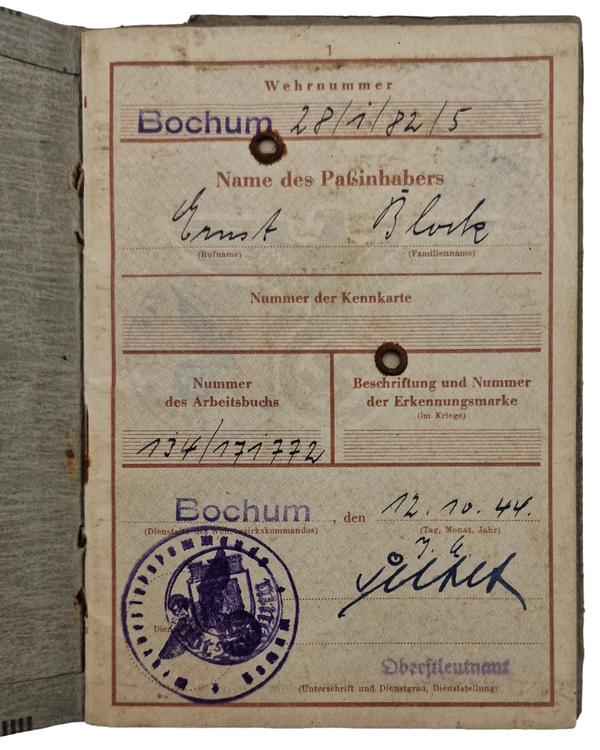 1
Wehrnummer
Bochum 28/1/82/5
Name des Paßinhabers
Ernst Block
(Rufname) (Familienname)
Nummer der Kennkarte
Nummer
des Arbeitsbuchs
Beschriftung und Nummer
der Erkennungsmarke
(im Kriege)
134/171772
Bochum, den 12.10.44.
(Tag, Monat, Jahr)
Oberstleutnant
(Unterschrift und Dienstgrad, Dienststellung)